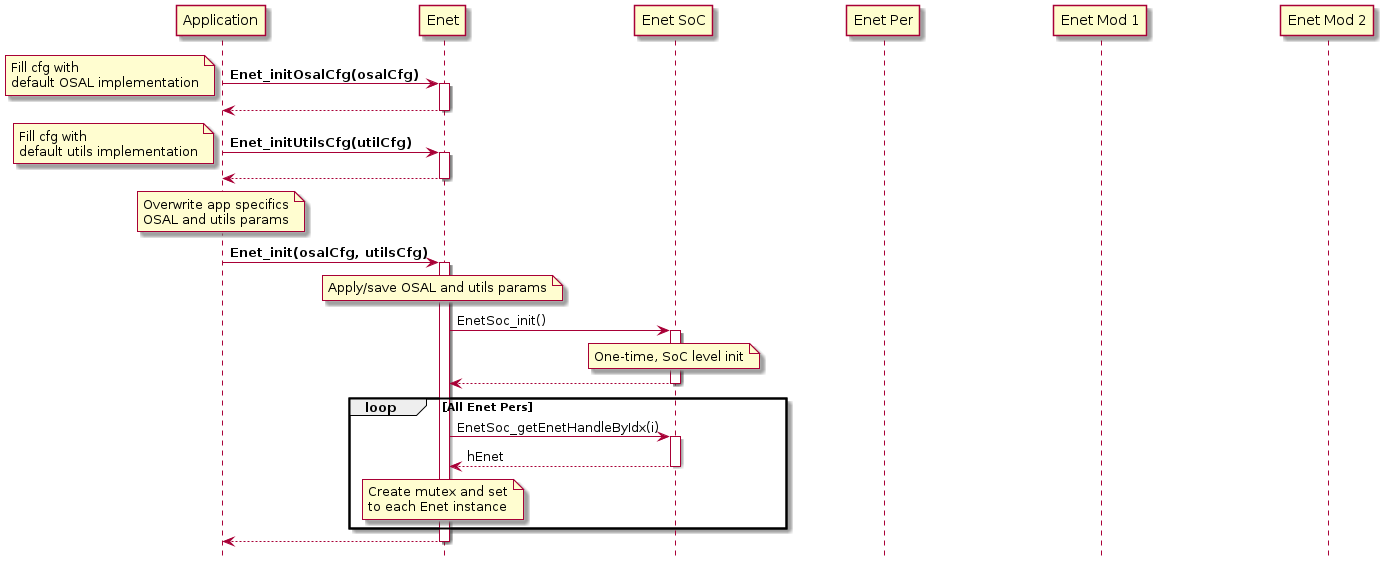 Application
Enet
Enet SoC
Enet Per
Enet Mod 1
Enet Mod 2
Fill cfg with
default OSAL implementation
Enet_initOsalCfg(osalCfg)
Fill cfg with
default utils implementation
Enet_initUtilsCfg(utilCfg)
Overwrite app specifics
OSAL and utils params
Enet_init(osalCfg, utilsCfg)
Apply/save OSAL and utils params
EnetSoc_init()
One-time, SoC level init
loop
[All Enet Pers]
EnetSoc_getEnetHandleByIdx(i)
hEnet
Create mutex and set
to each Enet instance